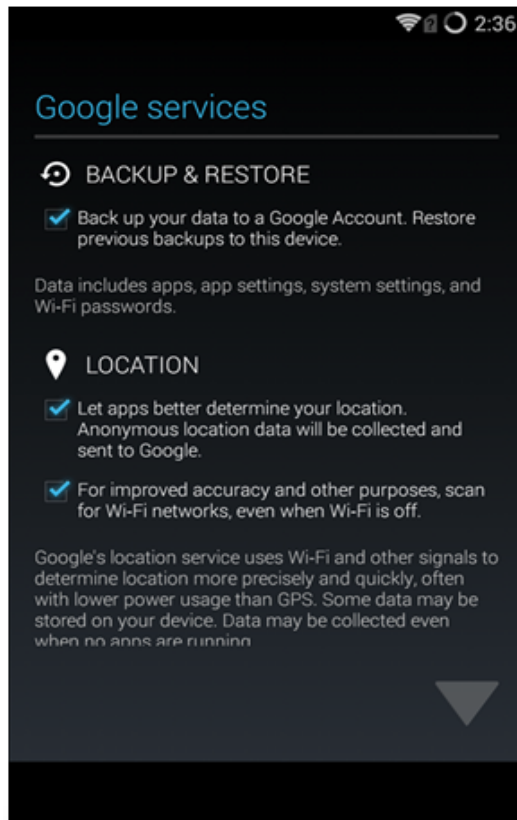 2:36
Google services
BACKUP & RESTORE
Back up your data to a Google Account. Restore
previous backups to this device.
Data includes apps, app settings, system settings, and
Wi-Fi passwords.
LOCATION
Let apps better determine your location.
Anonymous location data will be collected and
sent to Google.
For improved accuracy and other purposes, scan
for Wi-Fi networks, even when Wi-Fi is off.
Google's location service uses Wi-Fi and other signals to
determine location more precisely and quickly, often
with lower power usage than GPS. Some data may be
stored on your device. Data may be collected even
when no apps are running